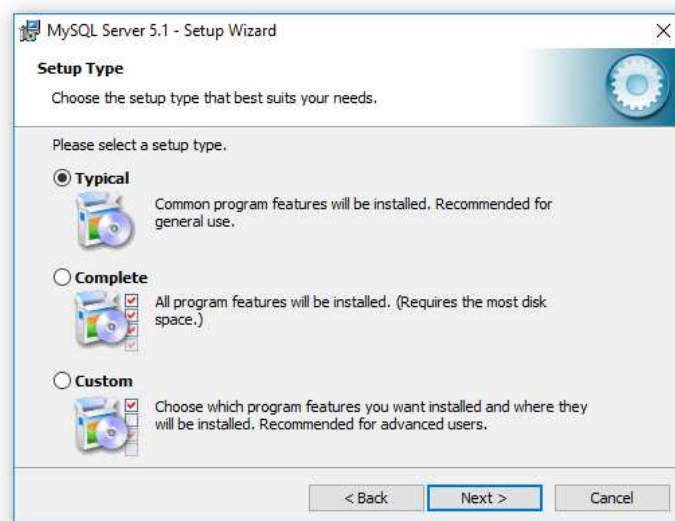 MySQL Server 5.1 - Setup Wizard
Setup Type
Choose the setup type that best suits your needs.
Please select a setup type.
Typical
Common program features will be installed. Recommended for
general use.
Complete
All program features will be installed. (Requires the most disk
space.)
Custom
Choose which program features you want installed and where they
will be installed. Recommended for advanced users.
< Back
Next >
Cancel